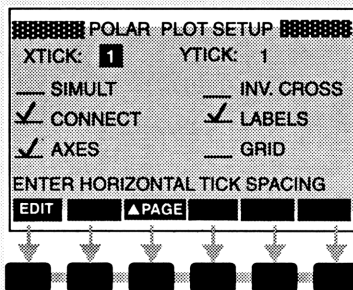 POLAR PLOT SETUP
XTICK: 1 YTICK: 1
SIMULT INV. CROSS
CONNECT LABELS
AXES GRID
ENTER HORIZONTAL TICK SPACING
EDIT ▲PAGE